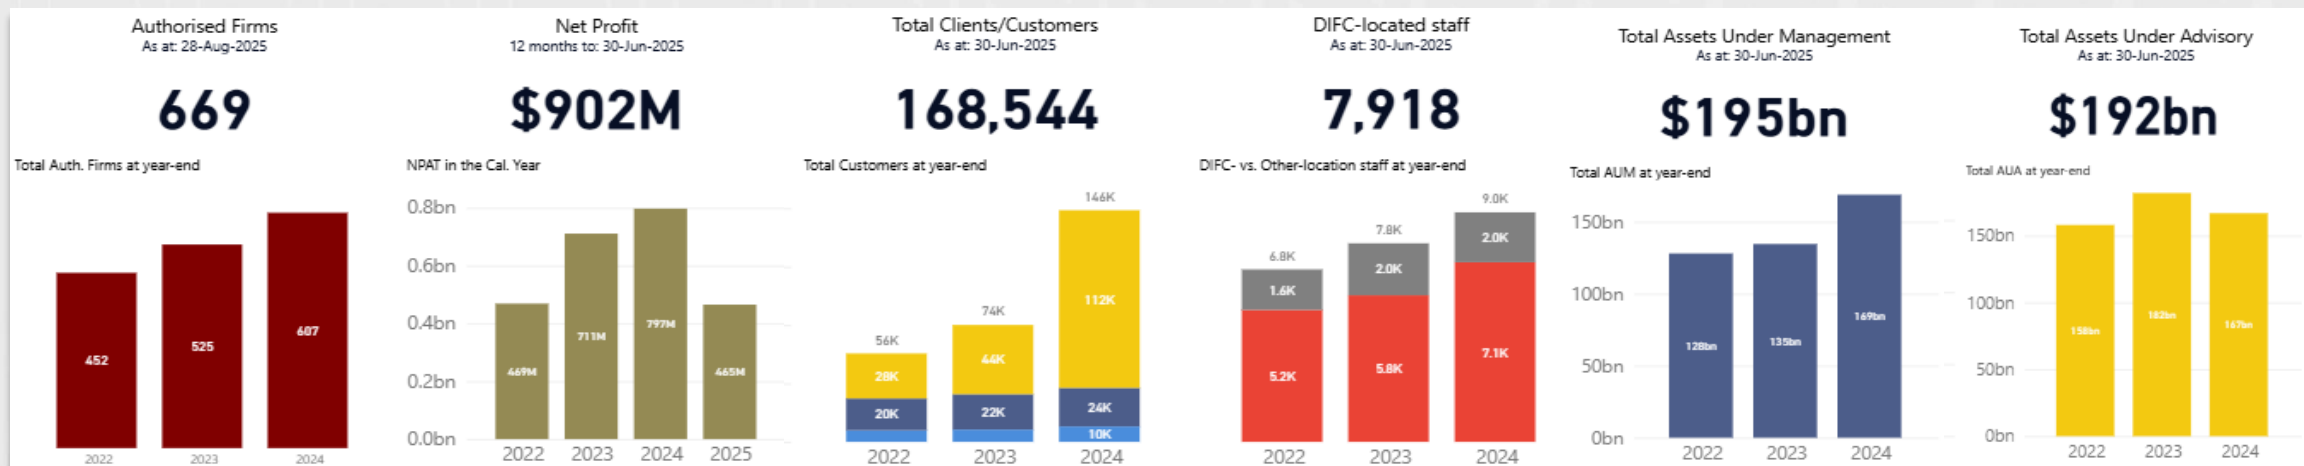 Authorised Firms
As at: 28-Aug-2025
669
Total Auth. Firms at year-end
452
525
607
2022
2023
2024
Net Profit
12 months to: 30-Jun-2025
$902M
NPAT in the Cal. Year
0.8bn
0.6bn
0.4bn
0.2bn
0.0bn
469M
711M
797M
465M
2022
2023
2024
2025
Total Clients/Customers
As at: 30-Jun-2025
168,544
Total Customers at year-end
56K
28K
20K
74K
44K
22K
146K
112K
24K
10K
2022
2023
2024
DIFC-located staff
As at: 30-Jun-2025
7,918
DIFC- vs. Other-location staff at year-end
6.8K
1.6K
5.2K
7.8K
2.0K
5.8K
9.0K
2.0K
7.1K
2022
2023
2024
Total Assets Under Management
As at: 30-Jun-2025
$195bn
Total AUM at year-end
150bn
100bn
50bn
0bn
128bn
135bn
169bn
2022
2023
2024
Total Assets Under Advisory
As at: 30-Jun-2025
$192bn
Total AUA at year-end
150bn
100bn
50bn
0bn
158bn
182bn
167bn
2022
2023
2024